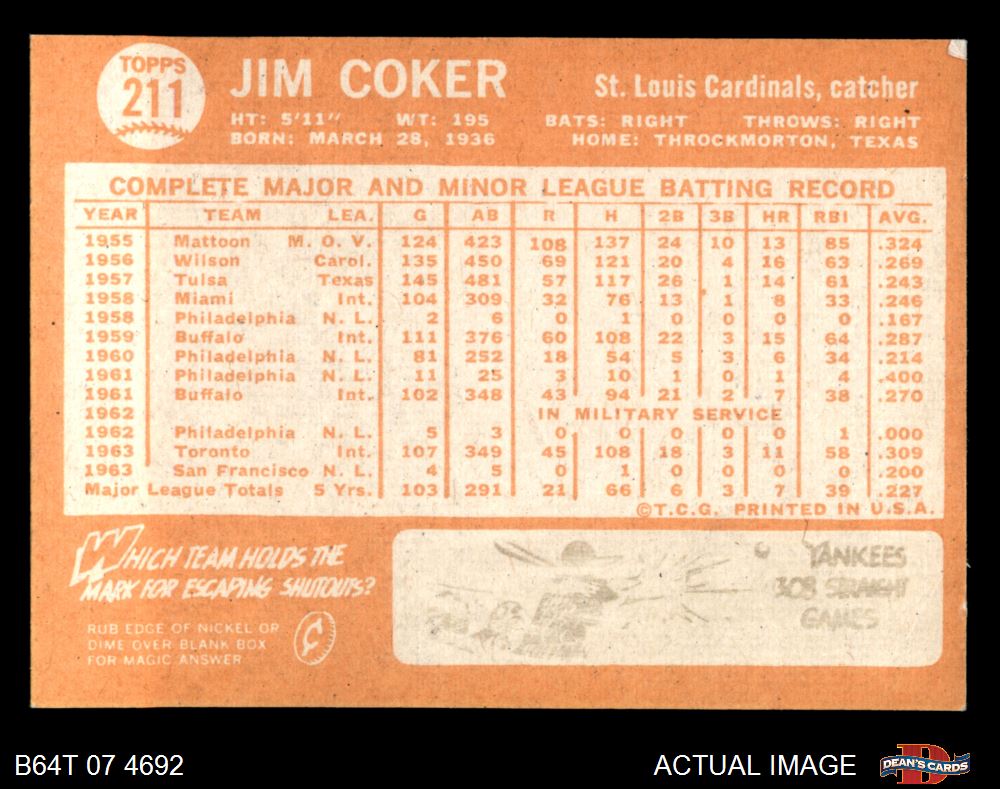 TOPPS
211
JIM COKER
St. Louis Cardinals, catcher
HT: 5'11" WT: 195 BATS: RIGHT THROWS: RIGHT
BORN: MARCH 28, 1936 HOME: THROCKMORTON, TEXAS
COMPLETE MAJOR AND MINOR LEAGUE BATTING RECORD
YEAR TEAM LEA. G AB R H 2B 3B HR RBI AVG.
1955 Mattoon M. O. V. 124 423 108 137 24 10 13 85 .324
1956 Wilson Carol. 135 450 69 121 20 4 16 63 .269
1957 Tulsa Texas 145 481 57 117 26 1 14 61 .243
1958 Miami Int. 104 309 32 76 13 1 8 33 .246
1958 Philadelphia N. L. 2 6 0 1 0 0 0 0 .167
1959 Buffalo Int. 111 376 60 108 22 3 15 64 .287
1960 Philadelphia N. L. 81 252 18 54 5 3 6 34 .214
1961 Philadelphia N. L. 11 25 3 10 1 0 1 4 .400
1961 Buffalo Int. 102 348 43 94 21 2 7 38 .270
1962 IN MILITARY SERVICE
1962 Philadelphia N. L. 5 3 0 0 0 0 0 1 .000
1963 Toronto Int. 107 349 45 108 18 3 11 58 .309
1963 San Francisco N. L. 4 5 0 1 0 0 0 0 .200
Major League Totals 5 Yrs. 103 291 21 66 6 3 7 39 .227
©T.C.G. PRINTED IN U.S.A.
WHICH TEAM HOLDS THE
MARK FOR ESCAPING SHUTOUTS?
RUB EDGE OF NICKEL OR
DIME OVER BLANK BOX
FOR MAGIC ANSWER
¢
YANKEES
308 STRAIGHT
GAMES
B64T 07 4692
ACTUAL IMAGE
D
DEAN'S CARDS